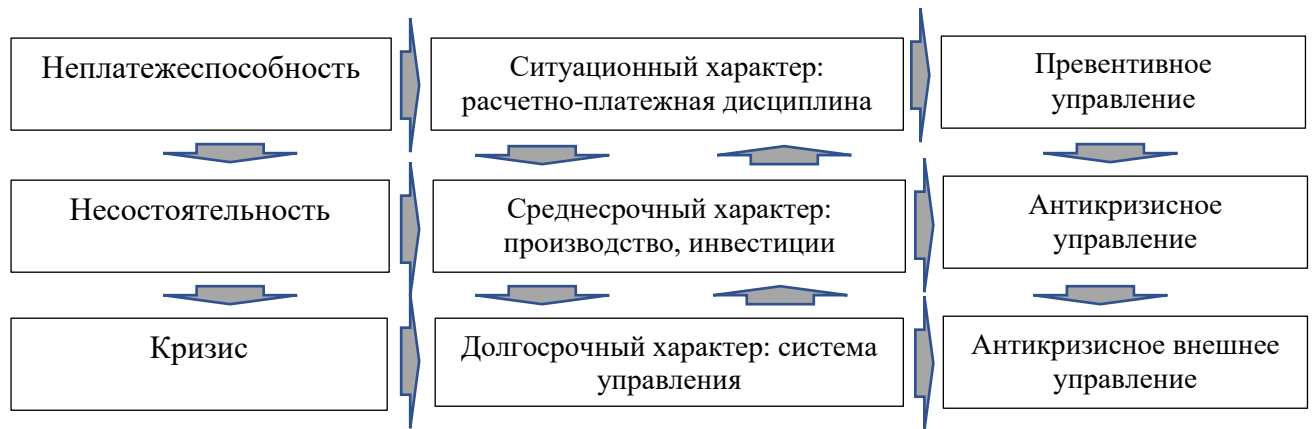 Неплатежеспособность
Ситуационный характер:
расчетно-платежная дисциплина
Превентивное
управление
Несостоятельность
Среднесрочный характер:
производство, инвестиции
Антикризисное
управление
Кризис
Долгосрочный характер: система
управления
Антикризисное внешнее
управление